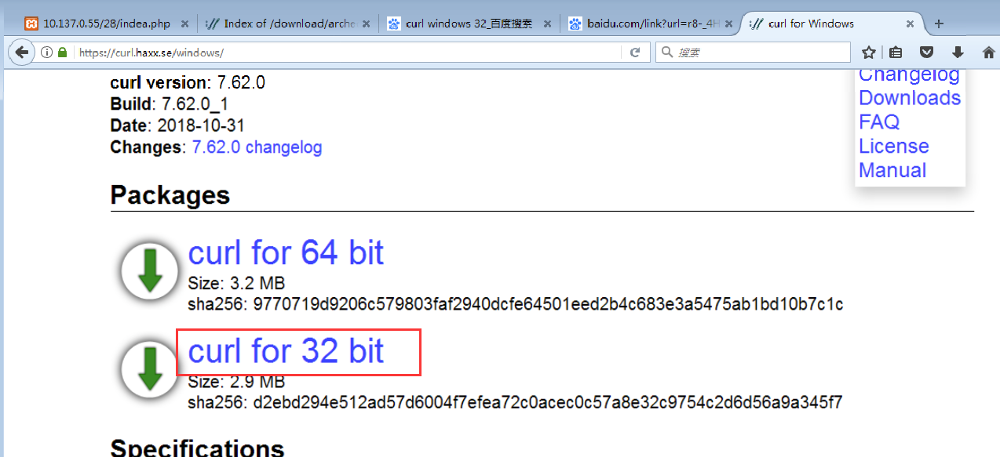 10.137.0.55/28/indea.php
Index of /download/arche
curl windows 32_百度搜索
baidu.com/link?url=r8-_4H
curl for Windows
https://curl.haxx.se/windows/
搜索
curl version: 7.62.0
Build: 7.62.0_1
Date: 2018-10-31
Changes: 7.62.0 changelog
Changelog
Downloads
FAQ
License
Manual
Packages
curl for 64 bit
Size: 3.2 MB
sha256: 9770719d9206c579803faf2940dcfe64501eed2b4c683e3a5475ab1bd10b7c1c
curl for 32 bit
Size: 2.9 MB
sha256: d2ebd294e512ad57d6004f7efea72c0acec0c57a8e32c9754c2d6d56a9a345f7
Specifications